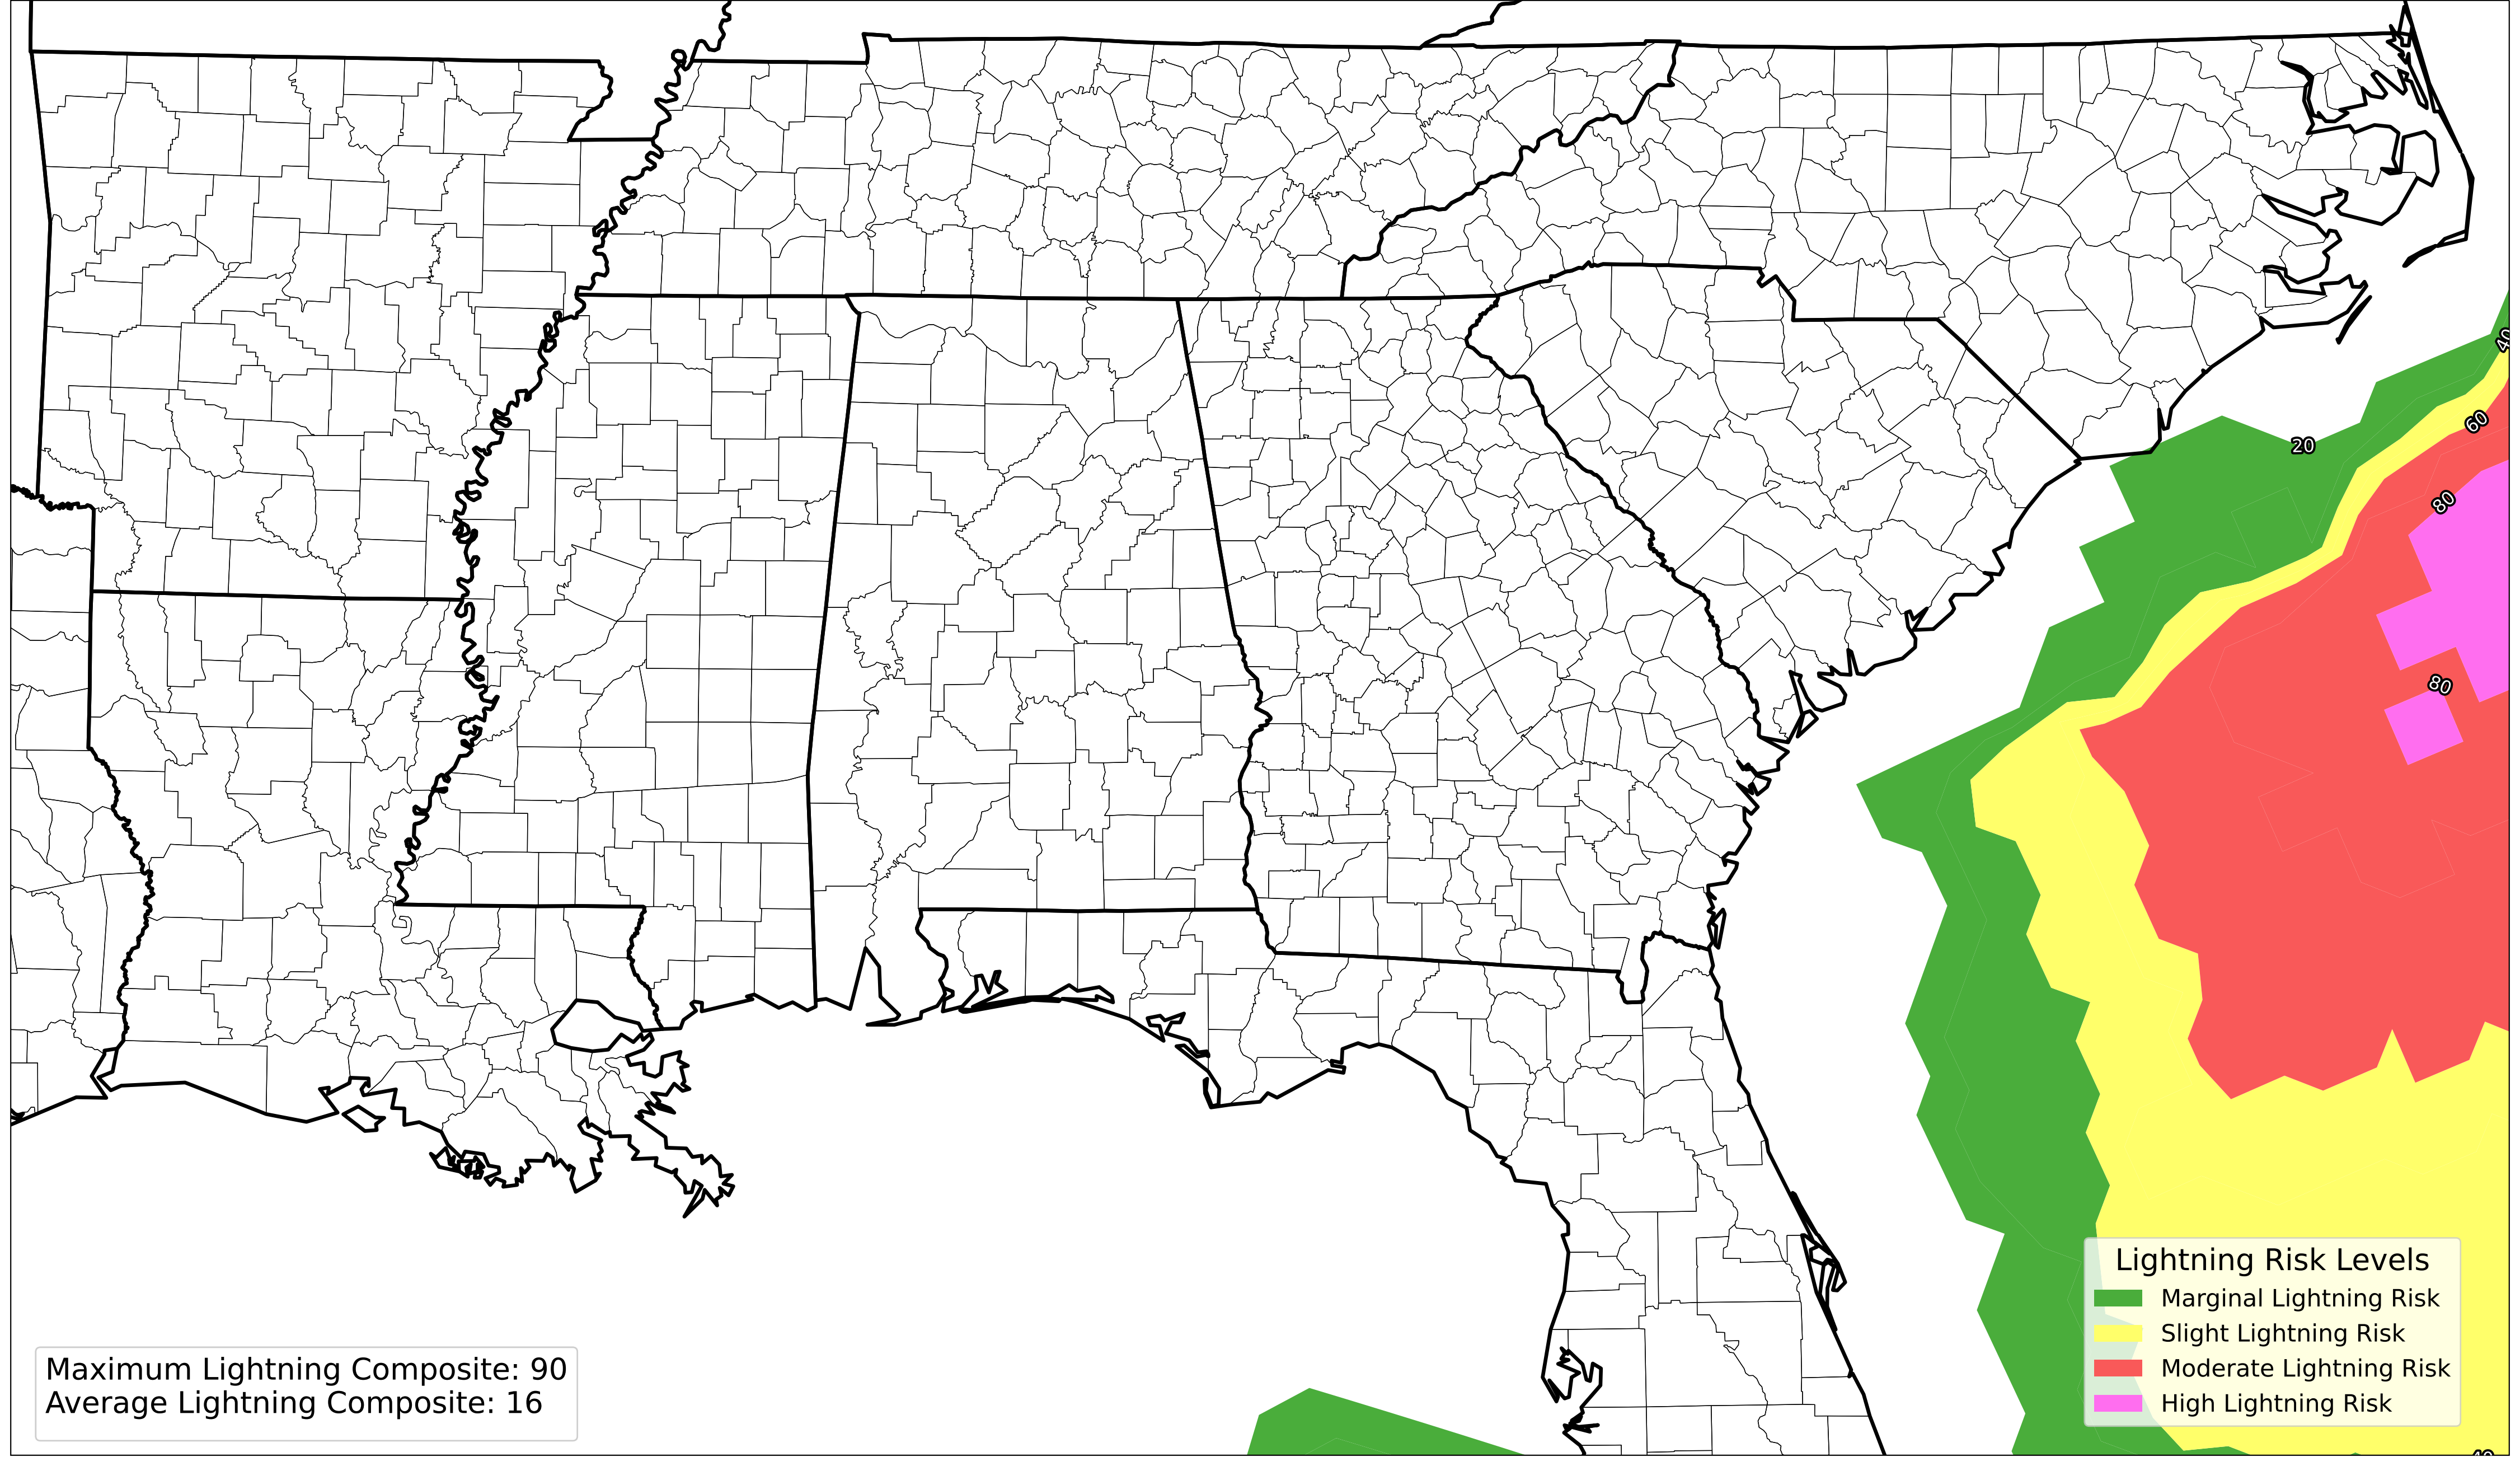 40
60
20
80
80
Lightning Risk Levels
Marginal Lightning Risk
Slight Lightning Risk
Moderate Lightning Risk
High Lightning Risk
Maximum Lightning Composite: 90
Average Lightning Composite: 16